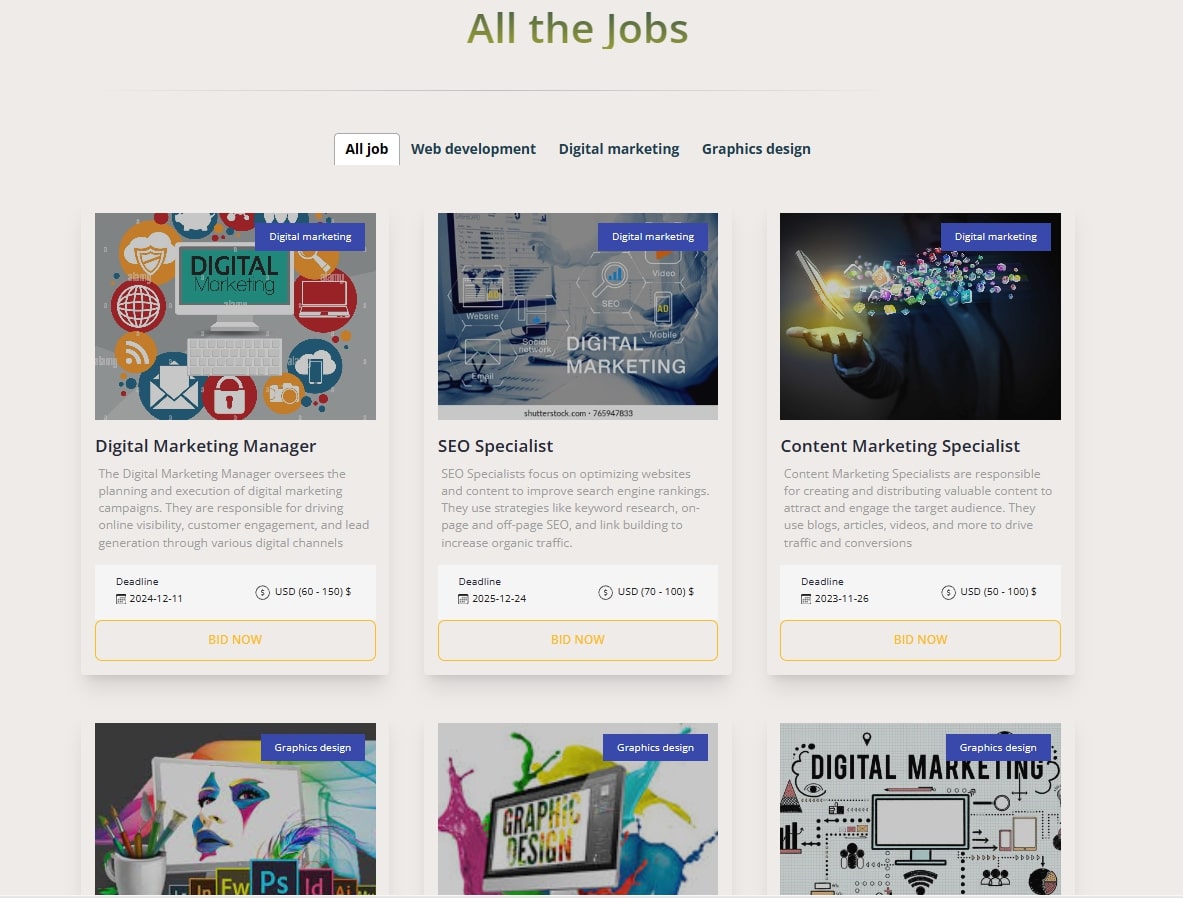 All the Jobs
All job
Web development
Digital marketing
Graphics design
Digital marketing
DIGITAL
Marketing
alamy
alamy
alamy
Digital Marketing Manager
The Digital Marketing Manager oversees the
planning and execution of digital marketing
campaigns. They are responsible for driving
online visibility, customer engagement, and lead
generation through various digital channels
Deadline
2024-12-11
USD (60 - 150) $
BID NOW
Digital marketing
Video
SEO
AD
Website
Mobile
Social
network
Email
DIGITAL
MARKETING
shutterstock.com · 765947833
SEO Specialist
SEO Specialists focus on optimizing websites
and content to improve search engine rankings.
They use strategies like keyword research, on-
page and off-page SEO, and link building to
increase organic traffic.
Deadline
2025-12-24
USD (70 - 100) $
BID NOW
Digital marketing
Content Marketing Specialist
Content Marketing Specialists are responsible
for creating and distributing valuable content to
attract and engage the target audience. They
use blogs, articles, videos, and more to drive
traffic and conversions
Deadline
2023-11-26
USD (50 - 100) $
BID NOW
Graphics design
Fw
Ps
Id
Ai
Graphics design
GRAPHIC
DESIGN
Graphics design
DIGITAL MARKETING